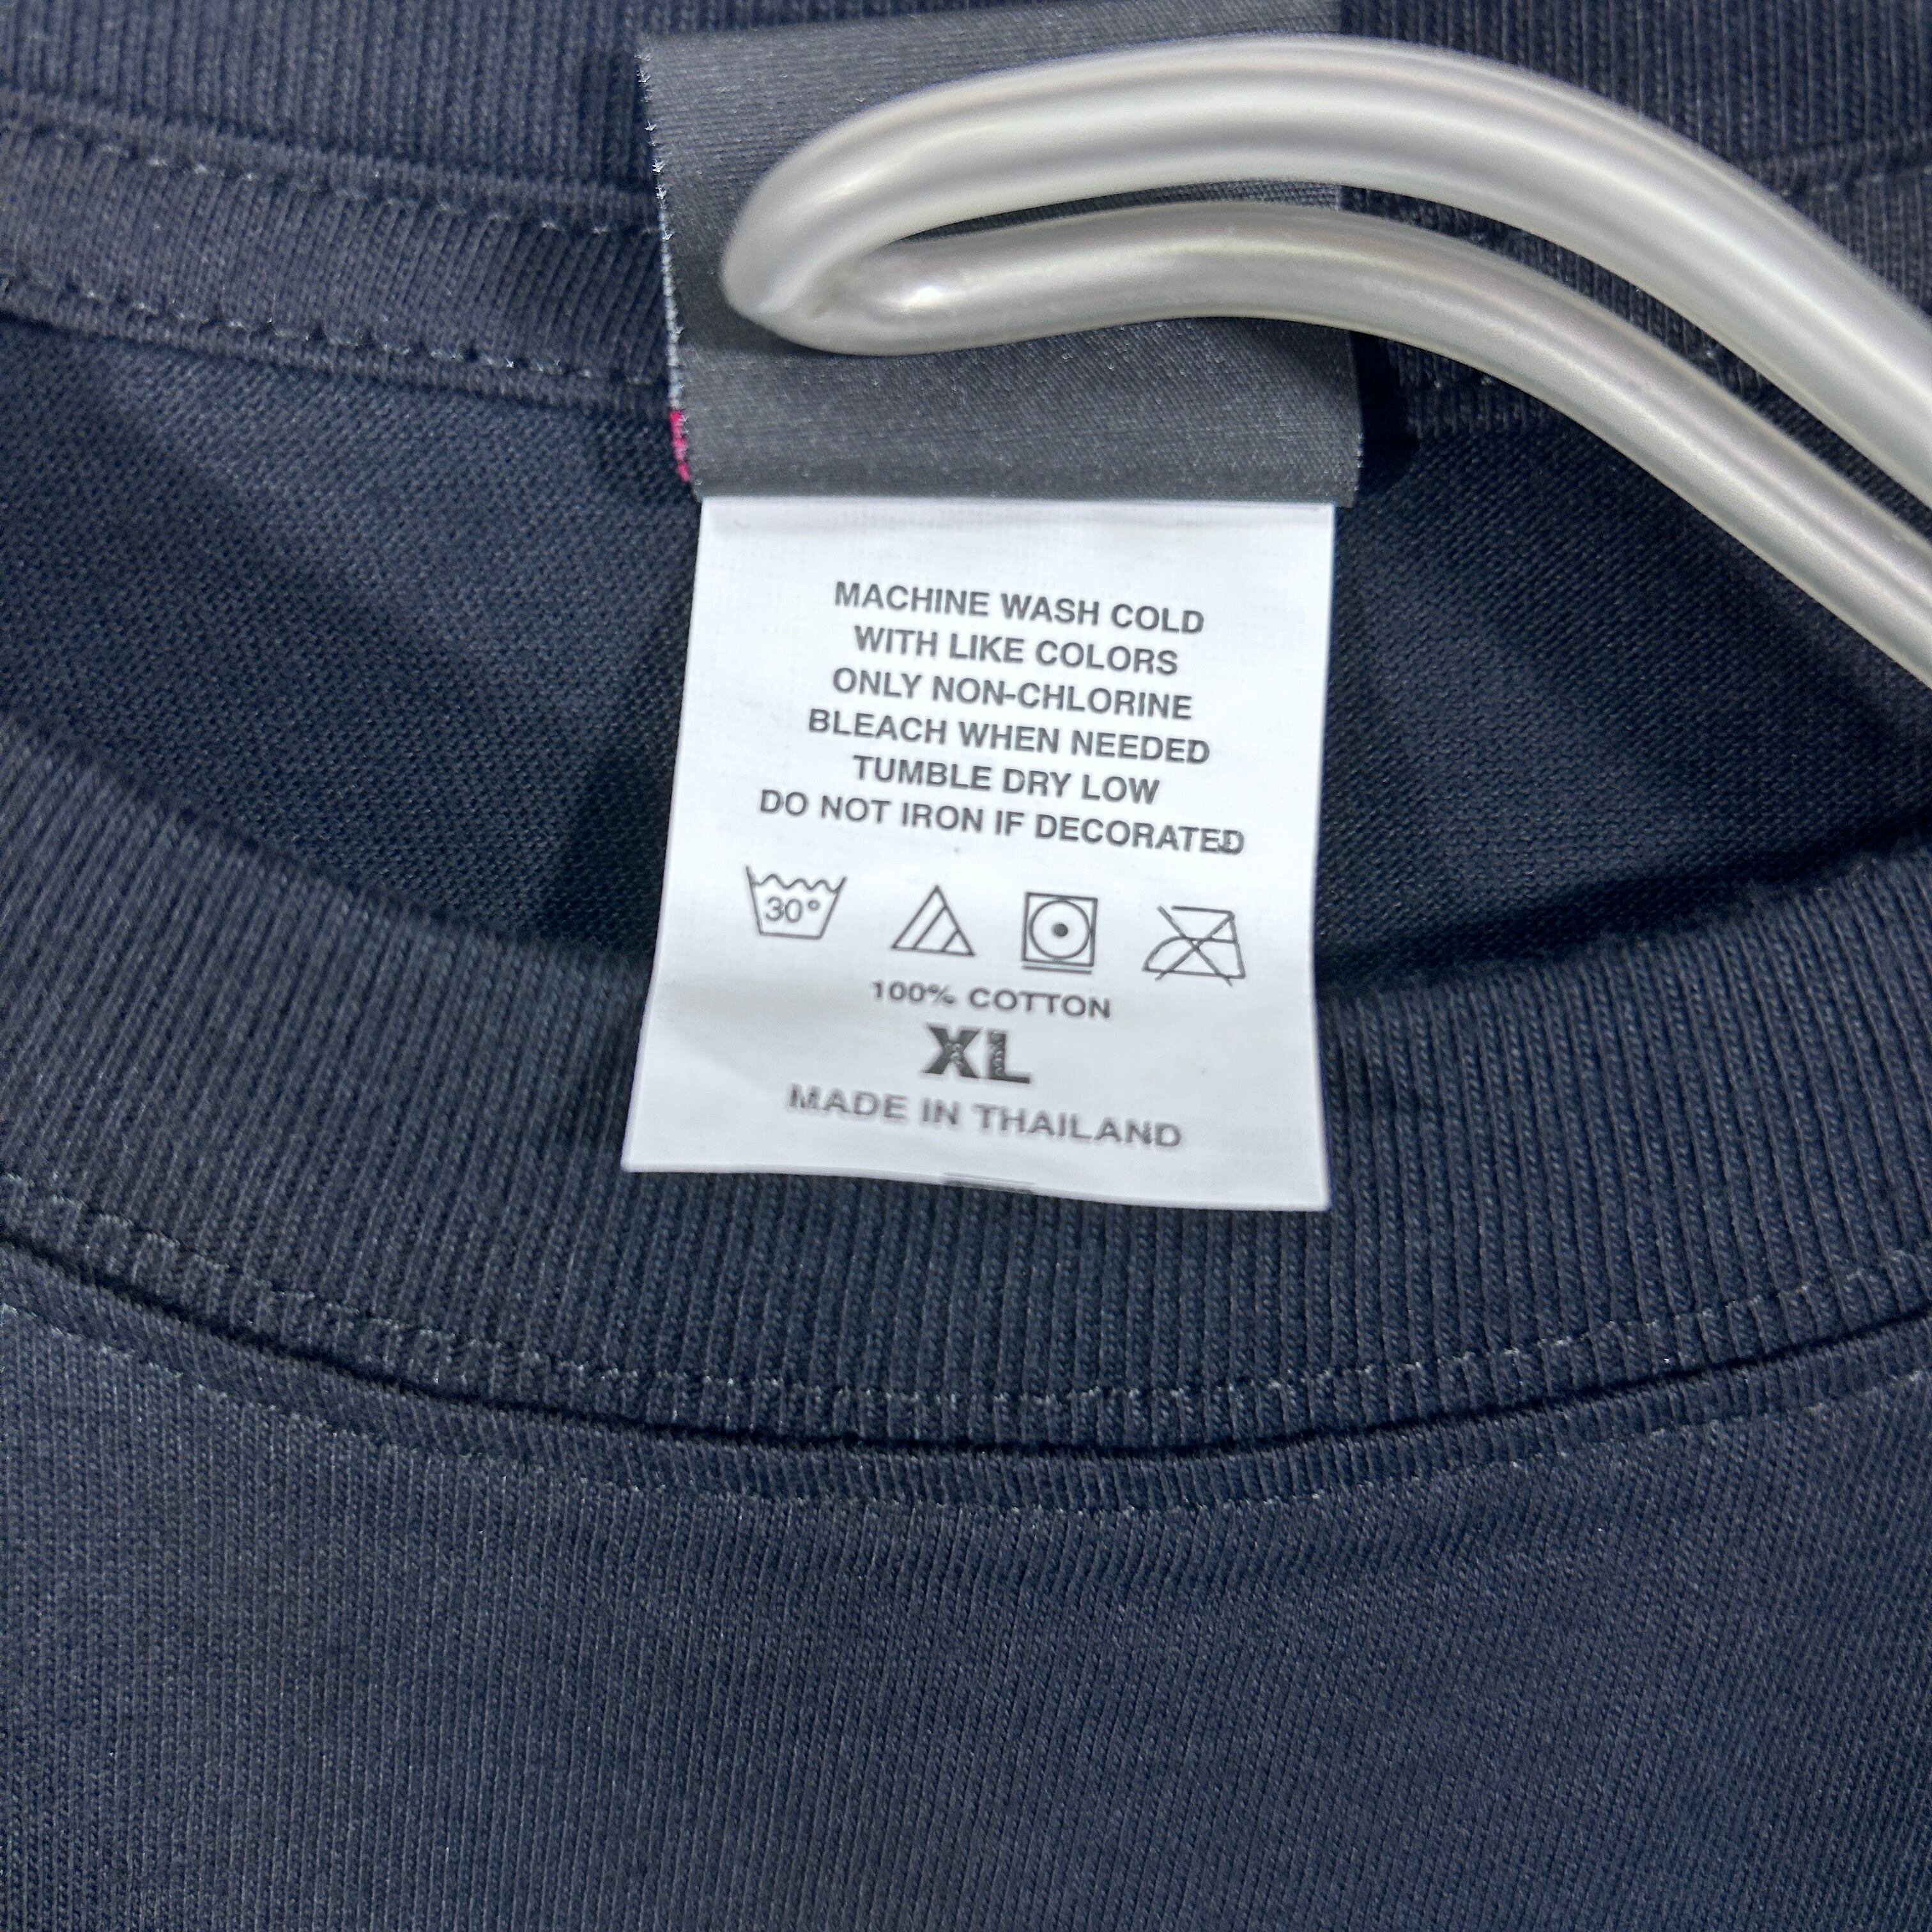 MACHINE WASH COLD
WITH LIKE COLORS
ONLY NON-CHLORINE
BLEACH WHEN NEEDED
TUMBLE DRY LOW
DO NOT IRON IF DECORATED
30°
100% COTTON
XL
MADE IN THAILAND